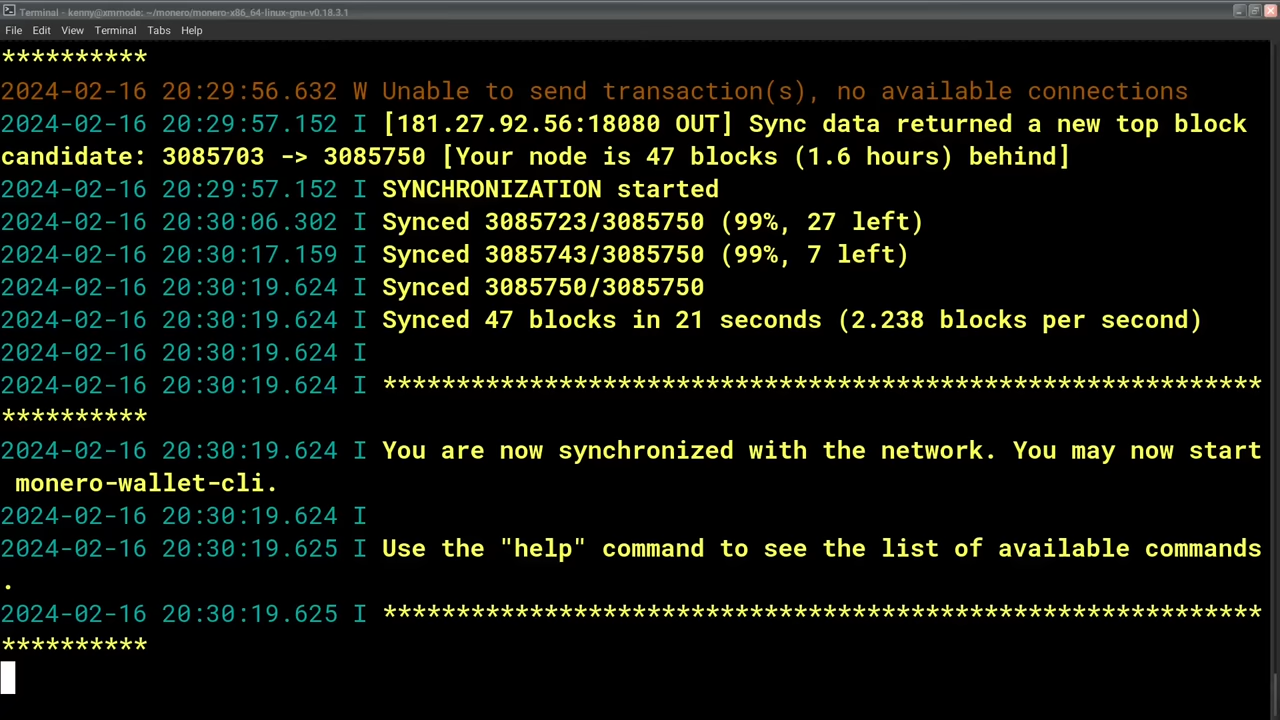 Terminal - kenny@xmmode: ~/monero/monero-x86_64-linux-gnu-v0.18.3.1
File Edit View Terminal Tabs Help
**********
2024-02-16 20:29:56.632 W Unable to send transaction(s), no available connections
2024-02-16 20:29:57.152 I [181.27.92.56:18080 OUT] Sync data returned a new top block
candidate: 3085703 -> 3085750 [Your node is 47 blocks (1.6 hours) behind]
2024-02-16 20:29:57.152 I SYNCHRONIZATION started
2024-02-16 20:30:06.302 I Synced 3085723/3085750 (99%, 27 left)
2024-02-16 20:30:17.159 I Synced 3085743/3085750 (99%, 7 left)
2024-02-16 20:30:19.624 I Synced 3085750/3085750
2024-02-16 20:30:19.624 I Synced 47 blocks in 21 seconds (2.238 blocks per second)
2024-02-16 20:30:19.624 I
2024-02-16 20:30:19.624 I ************************************************************
**********
2024-02-16 20:30:19.624 I You are now synchronized with the network. You may now start
monero-wallet-cli.
2024-02-16 20:30:19.624 I
2024-02-16 20:30:19.625 I Use the "help" command to see the list of available commands
.
2024-02-16 20:30:19.625 I ************************************************************
**********